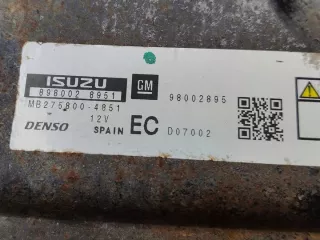 ISUZU GM 98002895
898002 8951
MB275800-4851
12V
DENSO SPAIN EC D07002